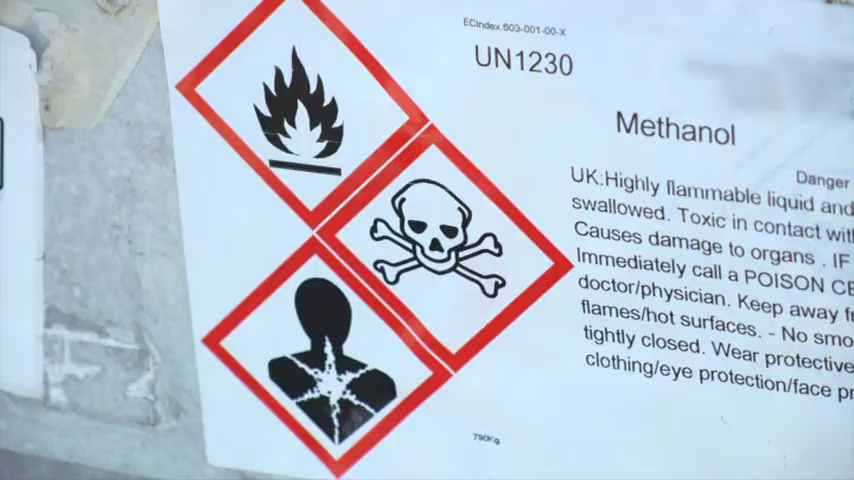 ECIndex:603-001-00-X
UN1230
Methanol
Danger
UK:Highly flammable liquid and
swallowed. Toxic in contact wit
Causes damage to organs . IF
Immediately call a POISON CE
doctor/physician. Keep away f
flames/hot surfaces. - No smo
tightly closed. Wear protective
clothing/eye protection/face pr
790Kg